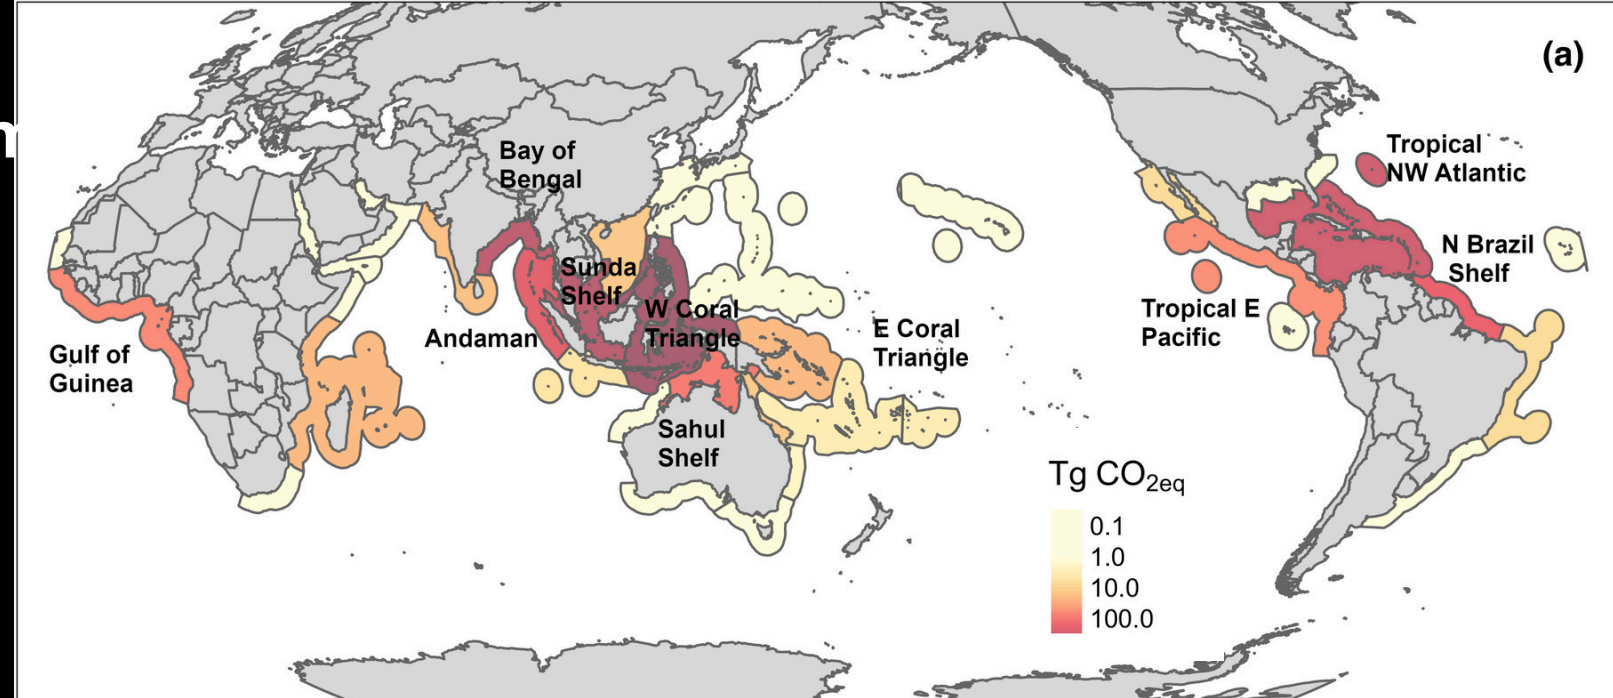 (a)
Tropical
NW Atlantic
Bay of
Bengal
N Brazil
Shelf
Sunda
Shelf
W Coral
Triangle
Tropical E
Pacific
Andaman
E Coral
Triangle
Gulf of
Guinea
Sahul
Shelf
Tg CO₂eq
0.1
1.0
10.0
100.0